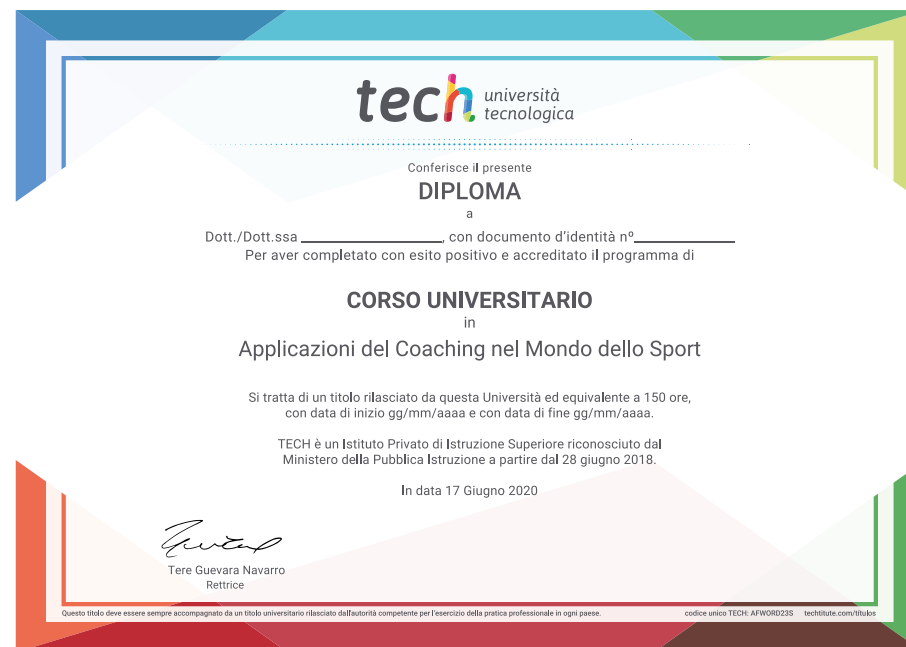 tech università
tecnologica
Conferisce il presente
DIPLOMA
a
Dott./Dott.ssa ____________________, con documento d'identità nº______________
Per aver completato con esito positivo e accreditato il programma di
CORSO UNIVERSITARIO
in
Applicazioni del Coaching nel Mondo dello Sport
Si tratta di un titolo rilasciato da questa Università ed equivalente a 150 ore,
con data di inizio gg/mm/aaaa e con data di fine gg/mm/aaaa.
TECH è un Istituto Privato di Istruzione Superiore riconosciuto dal
Ministero della Pubblica Istruzione a partire dal 28 giugno 2018.
In data 17 Giugno 2020
Tere Guevara Navarro
Rettrice
Questo titolo deve essere sempre accompagnato da un titolo universitario rilasciato dall'autorità competente per l'esercizio della pratica professionale in ogni paese. codice unico TECH: AFWORD23S techtitute.com/títulos